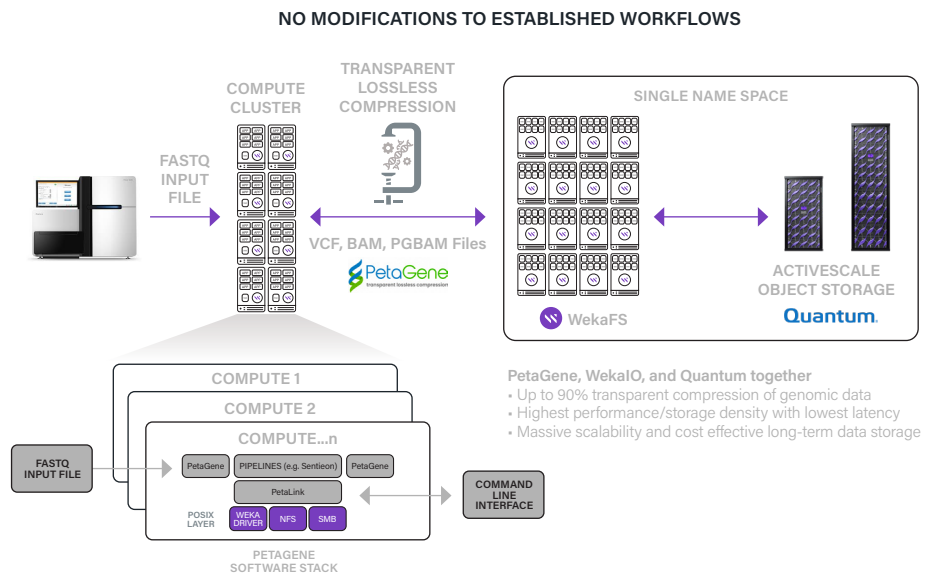 NO MODIFICATIONS TO ESTABLISHED WORKFLOWS
FASTQ
INPUT
FILE
COMPUTE
CLUSTER
TRANSPARENT
LOSSLESS
COMPRESSION
VCF, BAM, PGBAM Files
PetaGene
transparent lossless compression
SINGLE NAME SPACE
WekaFS
ACTIVESCALE
OBJECT STORAGE
Quantum.
PetaGene, WekaIO, and Quantum together
• Up to 90% transparent compression of genomic data
• Highest performance/storage density with lowest latency
• Massive scalability and cost effective long-term data storage
COMPUTE 1
COMPUTE 2
COMPUTE...n
FASTQ
INPUT FILE
PetaGene
PIPELINES (e.g. Sentieon)
PetaGene
PetaLink
POSIX
LAYER
WEKA
DRIVER
NFS
SMB
COMMAND
LINE
INTERFACE
PETAGENE
SOFTWARE STACK